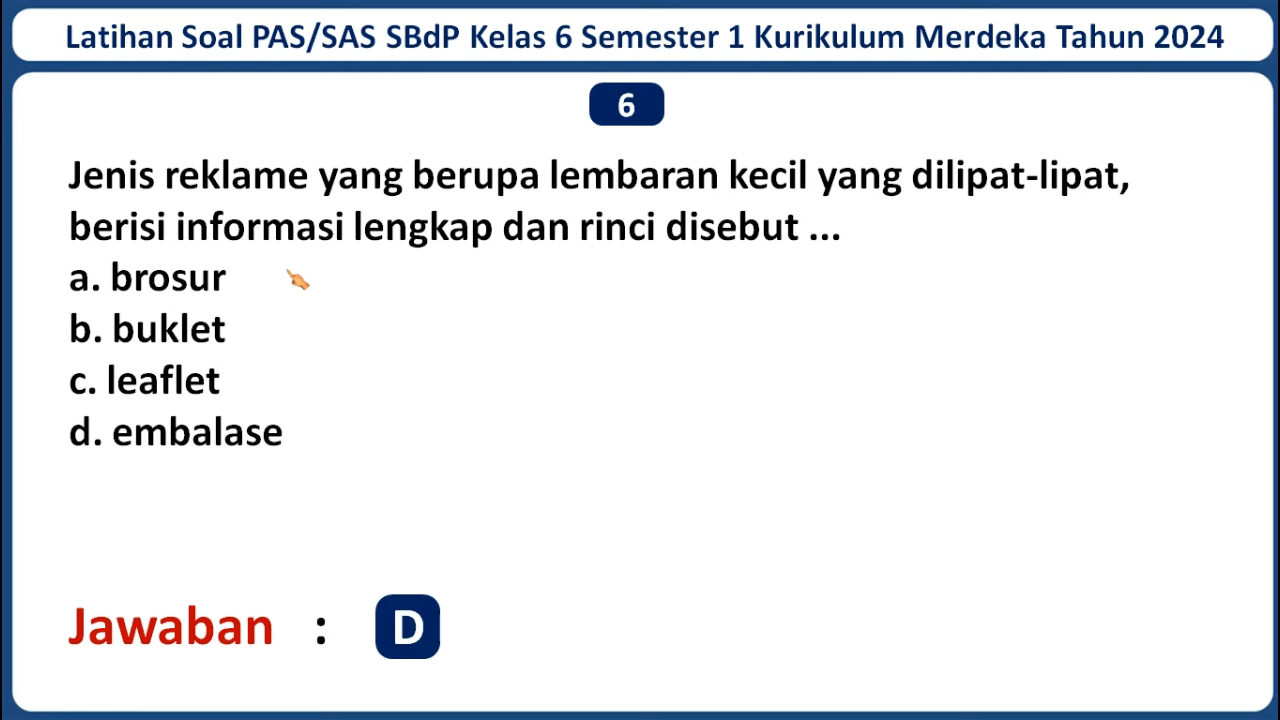 Latihan Soal PAS/SAS SBdP Kelas 6 Semester 1 Kurikulum Merdeka Tahun 2024
6
Jenis reklame yang berupa lembaran kecil yang dilipat-lipat,
berisi informasi lengkap dan rinci disebut ...
a. brosur
b. buklet
c. leaflet
d. embalase
Jawaban : D